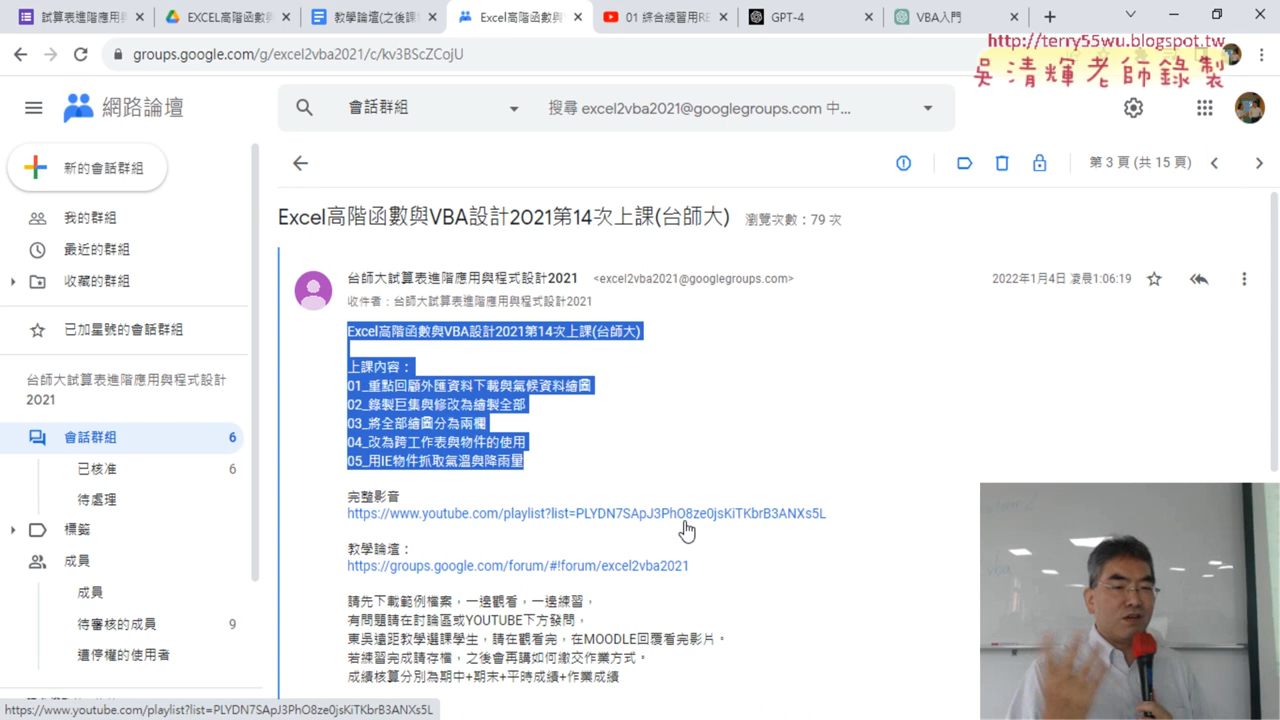 試算表進階應用與
EXCEL高階函數與
教學論壇(之後課
Excel高階函數與
01 綜合練習用RE
GPT-4
VBA入門
groups.google.com/g/excel2vba2021/c/kv3BScZCojU
http://terry55wu.blogspot.tw
吳清輝老師錄製
網路論壇
會話群組
搜尋 excel2vba2021@googlegroups.com 中...
新的會話群組
第 3 頁 (共 15 頁)
我的群組
最近的群組
收藏的群組
已加星號的會話群組
台師大試算表進階應用與程式設計
2021
會話群組 6
已核准 6
待處理
標籤
成員
成員
待審核的成員 9
遭停權的使用者
Excel高階函數與VBA設計2021第14次上課(台師大) 瀏覽次數：79 次
台師大試算表進階應用與程式設計2021 <excel2vba2021@googlegroups.com>
2022年1月4日 凌晨1:06:19
收件者：台師大試算表進階應用與程式設計2021
Excel高階函數與VBA設計2021第14次上課(台師大)
上課內容：
01_重點回顧外匯資料下載與氣候資料繪圖
02_錄製巨集與修改為繪製全部
03_將全部繪圖分為兩欄
04_改為跨工作表與物件的使用
05_用IE物件抓取氣溫與降雨量
完整影音
https://www.youtube.com/playlist?list=PLYDN7SApJ3PhO8ze0jsKiTKbrB3ANXs5L
教學論壇：
https://groups.google.com/forum/#!forum/excel2vba2021
請先下載範例檔案，一邊觀看，一邊練習，
有問題請在討論區或YOUTUBE下方發問，
東吳遠距教學選課學生，請在觀看完，在MOODLE回覆看完影片。
若練習完成請存檔，之後會再講如何繳交作業方式。
成績核算分別為期中+期末+平時成績+作業成績
https://www.youtube.com/playlist?list=PLYDN7SApJ3PhO8ze0jsKiTKbrB3ANXs5L